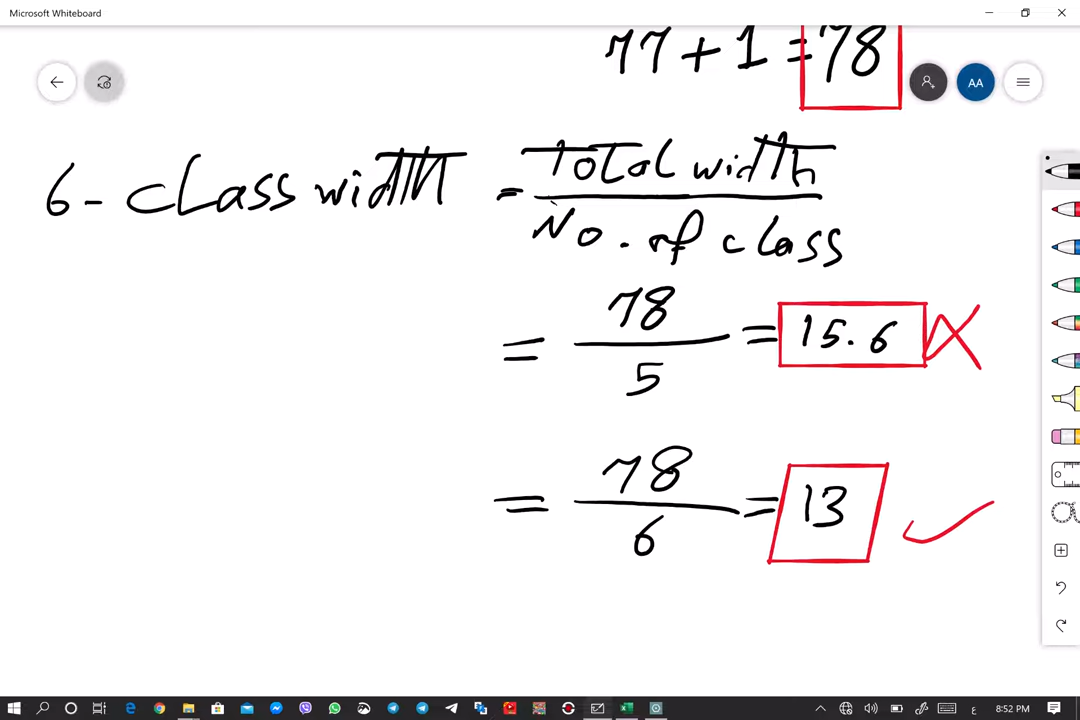 Microsoft Whiteboard
77 + 1 = 78
AA
6 - class width = Total width / No. of class
= 78 / 5 = 15.6 X
= 78 / 6 = 13 ✓
ع 8:52 PM